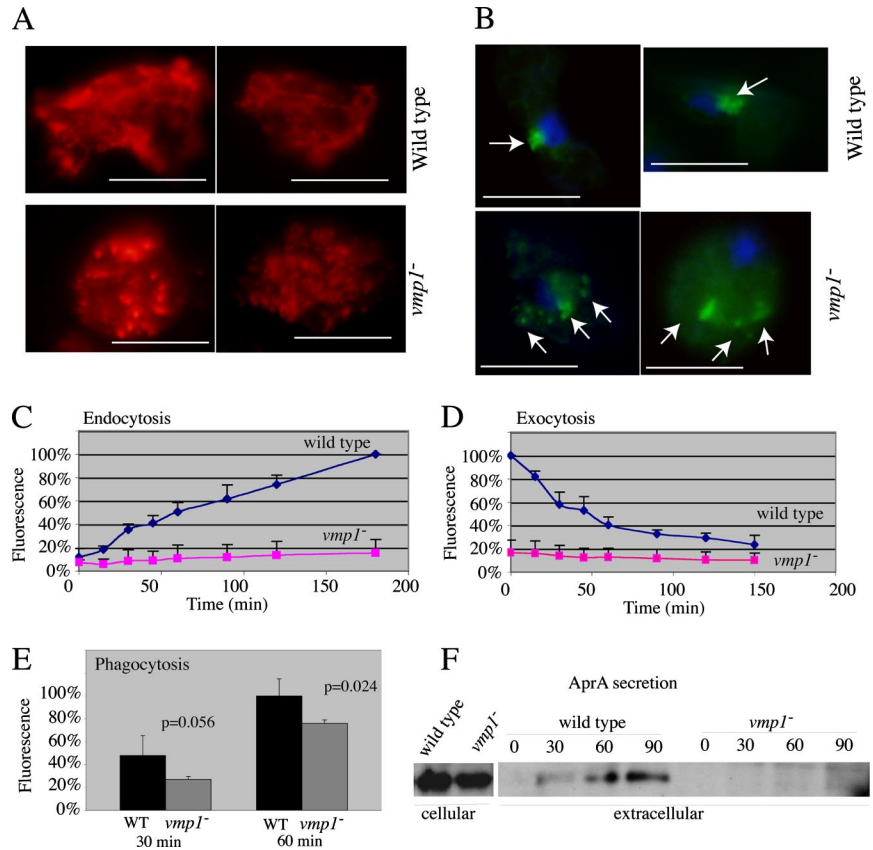 A
B
Wild type
vmp1-
Wild type
vmp1-
C
Endocytosis
wild type
vmp1-
Fluorescence
100%
80%
60%
40%
20%
0%
0 50 100 150 200
Time (min)
D
Exocytosis
wild type
vmp1-
Fluorescence
100%
80%
60%
40%
20%
0%
0 50 100 150 200
Time (min)
E
Phagocytosis
p=0.056
p=0.024
Fluorescence
100%
80%
60%
40%
20%
0%
WT vmp1- WT vmp1-
30 min 60 min
F
AprA secretion
wild type vmp1- wild type vmp1-
0 30 60 90 0 30 60 90
cellular extracellular